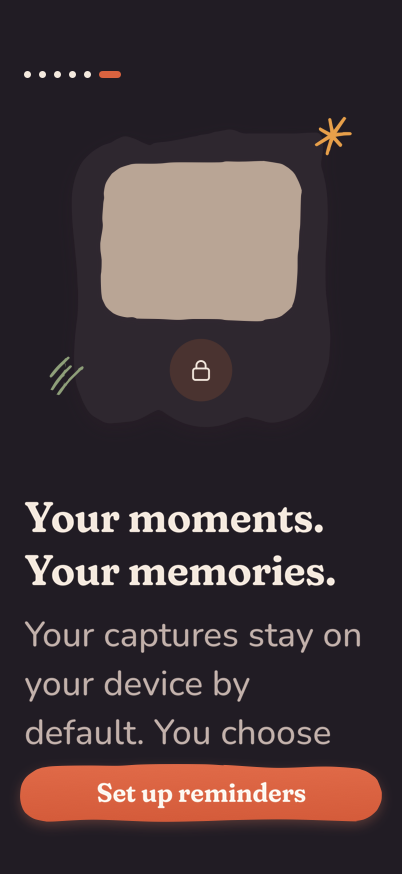 Your moments.
Your memories.
Your captures stay on
your device by
default. You choose
Set up reminders